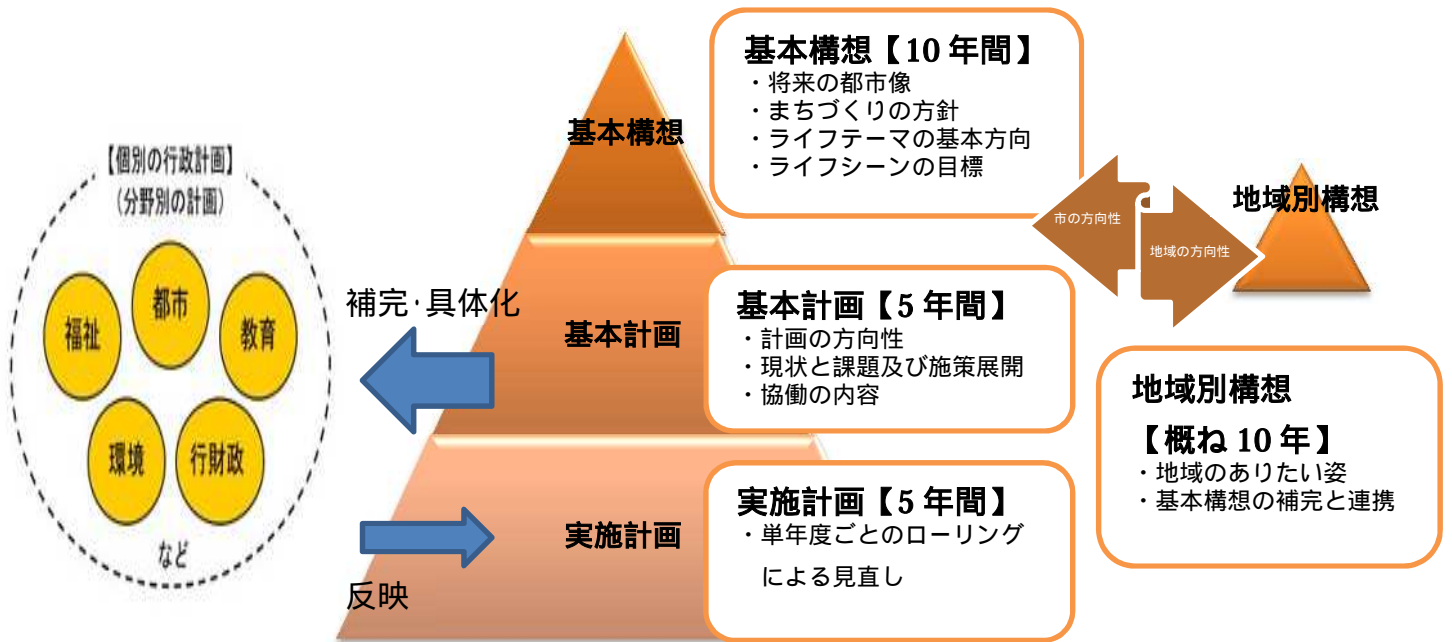 【個別の行政計画】
（分野別の計画）
都市
福祉
教育
環境
行財政
など
補完・具体化
反映
基本構想
基本計画
実施計画
基本構想【10年間】
・将来の都市像
・まちづくりの方針
・ライフテーマの基本方向
・ライフシーンの目標
基本計画【5年間】
・計画の方向性
・現状と課題及び施策展開
・協働の内容
実施計画【5年間】
・単年度ごとのローリング
による見直し
市の方向性
地域の方向性
地域別構想
地域別構想
【概ね10年】
・地域のありたい姿
・基本構想の補完と連携